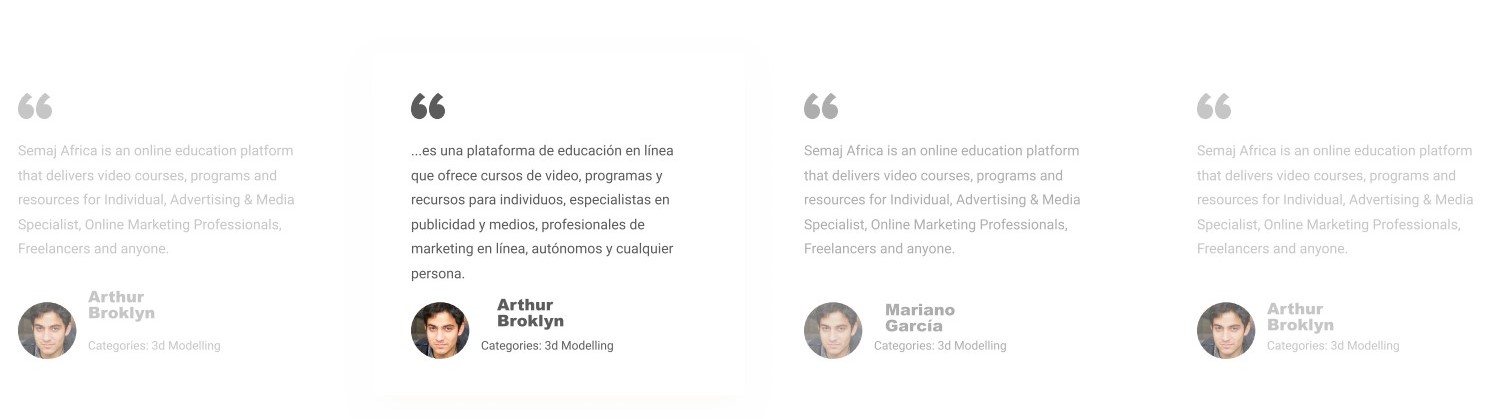 “
Semaj Africa is an online education platform
that delivers video courses, programs and
resources for Individual, Advertising & Media
Specialist, Online Marketing Professionals,
Freelancers and anyone.
Arthur
Broklyn
Categories: 3d Modelling
“
...es una plataforma de educación en línea
que ofrece cursos de video, programas y
recursos para individuos, especialistas en
publicidad y medios, profesionales de
marketing en línea, autónomos y cualquier
persona.
Arthur
Broklyn
Categories: 3d Modelling
“
Semaj Africa is an online education platform
that delivers video courses, programs and
resources for Individual, Advertising & Media
Specialist, Online Marketing Professionals,
Freelancers and anyone.
Mariano
García
Categories: 3d Modelling
“
Semaj Africa is an online education platform
that delivers video courses, programs and
resources for Individual, Advertising & Media
Specialist, Online Marketing Professionals,
Freelancers and anyone.
Arthur
Broklyn
Categories: 3d Modelling